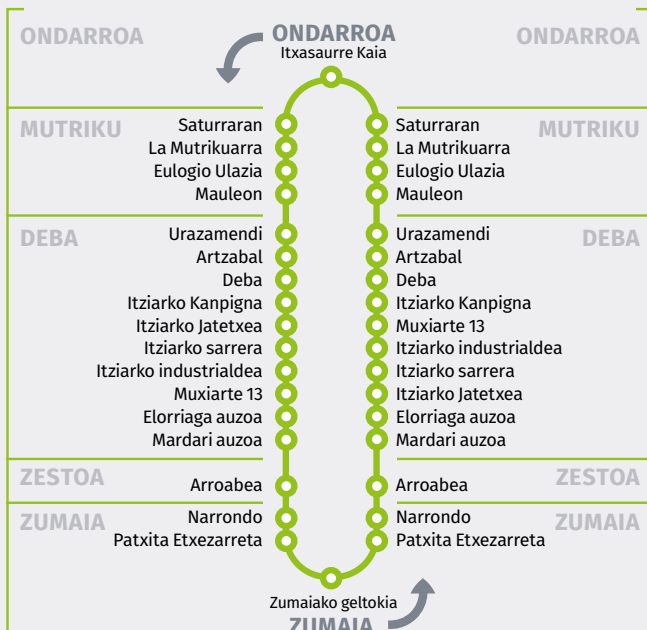 ONDARROA
ONDARROA
Itxasaurre Kaia
ONDARROA
MUTRIKU
Saturraran
La Mutrikuarra
Eulogio Ulazia
Mauleon
Saturraran
La Mutrikuarra
Eulogio Ulazia
Mauleon
MUTRIKU
DEBA
Urazamendi
Artzabal
Deba
Itziarko Kanpigna
Itziarko Jatetxea
Itziarko sarrera
Itziarko industrialdea
Muxiarte 13
Elorriaga auzoa
Mardari auzoa
Urazamendi
Artzabal
Deba
Itziarko Kanpigna
Muxiarte 13
Itziarko industrialdea
Itziarko sarrera
Itziarko Jatetxea
Elorriaga auzoa
Mardari auzoa
DEBA
ZESTOA
Arroabea
Arroabea
ZESTOA
ZUMAIA
Narrondo
Patxita Etxezarreta
Narrondo
Patxita Etxezarreta
ZUMAIA
Zumaiako geltokia
ZUMAIA